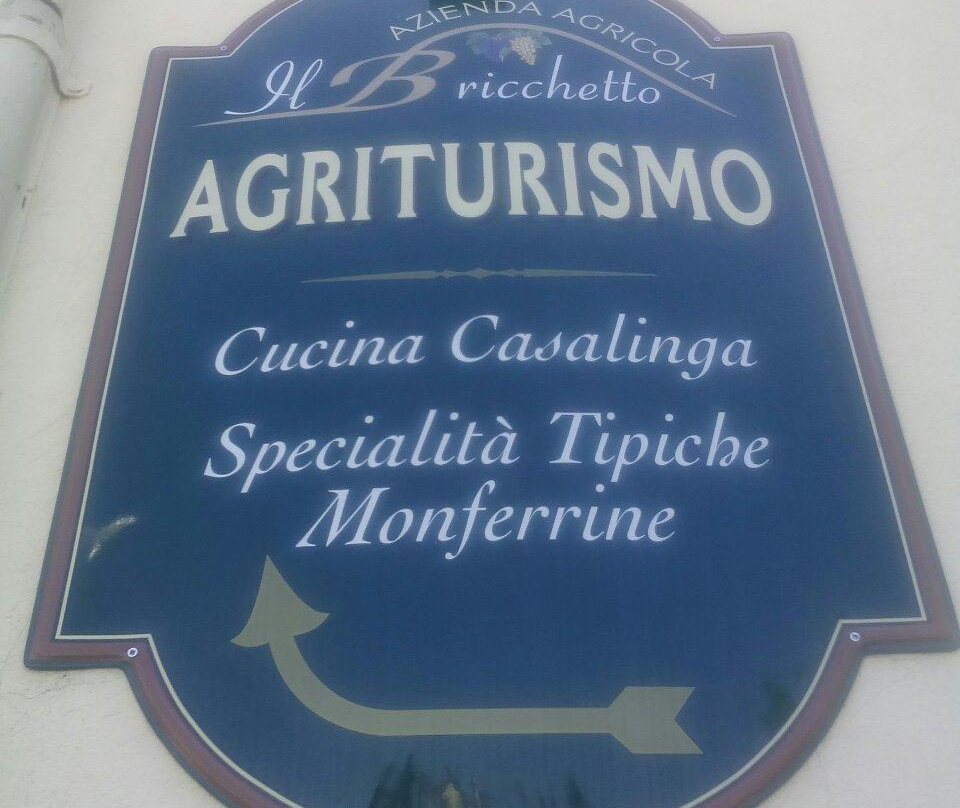 AZIENDA AGRICOLA
Il Bricchetto
AGRITURISMO
Cucina Casalinga
Specialità Tipiche
Monferrine